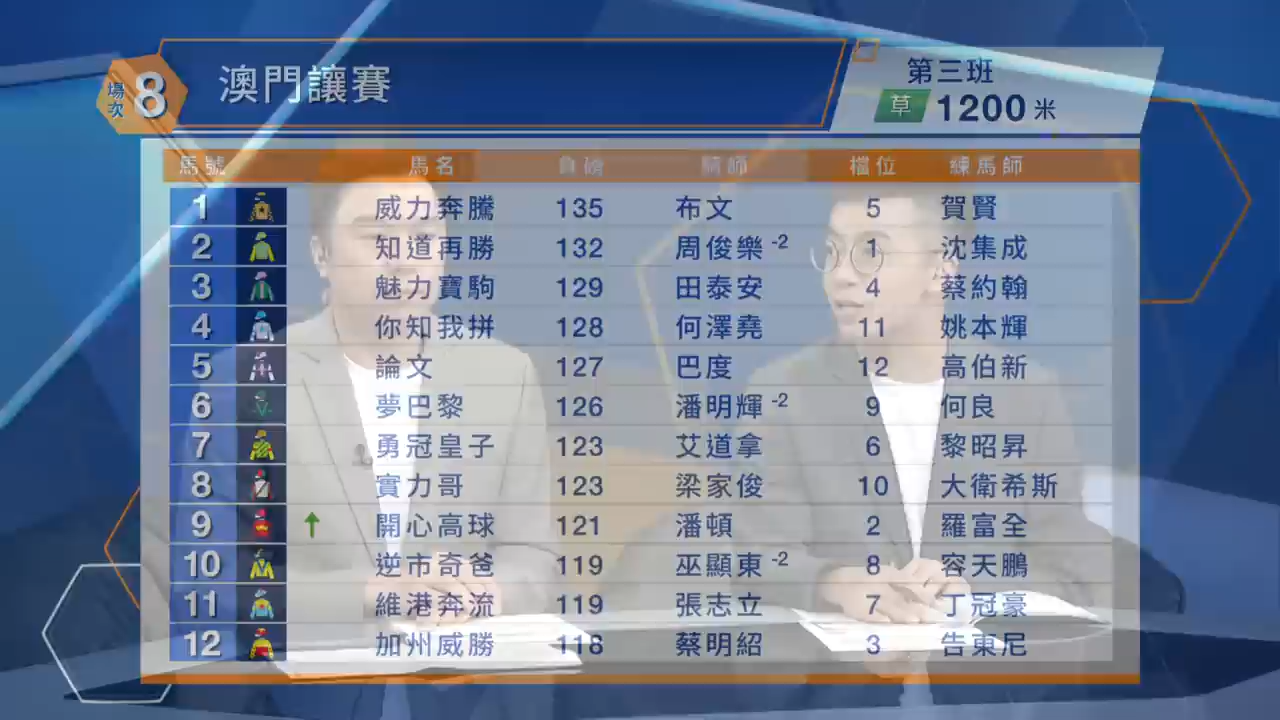 場次 8 澳門讓賽
第三班
草 1200 米
馬號 馬名 負磅 騎師 檔位 練馬師
1 威力奔騰 135 布文 5 賀賢
2 知道再勝 132 周俊樂 -2 1 沈集成
3 魅力寶駒 129 田泰安 4 蔡約翰
4 你知我拼 128 何澤堯 11 姚本輝
5 論文 127 巴度 12 高伯新
6 夢巴黎 126 潘明輝 -2 9 何良
7 勇冠皇子 123 艾道拿 6 黎昭昇
8 實力哥 123 梁家俊 10 大衛希斯
9 開心高球 121 潘頓 2 羅富全
10 逆市奇爸 119 巫顯東 -2 8 容天鵬
11 維港奔流 119 張志立 7 丁冠豪
12 加州威勝 118 蔡明紹 3 告東尼